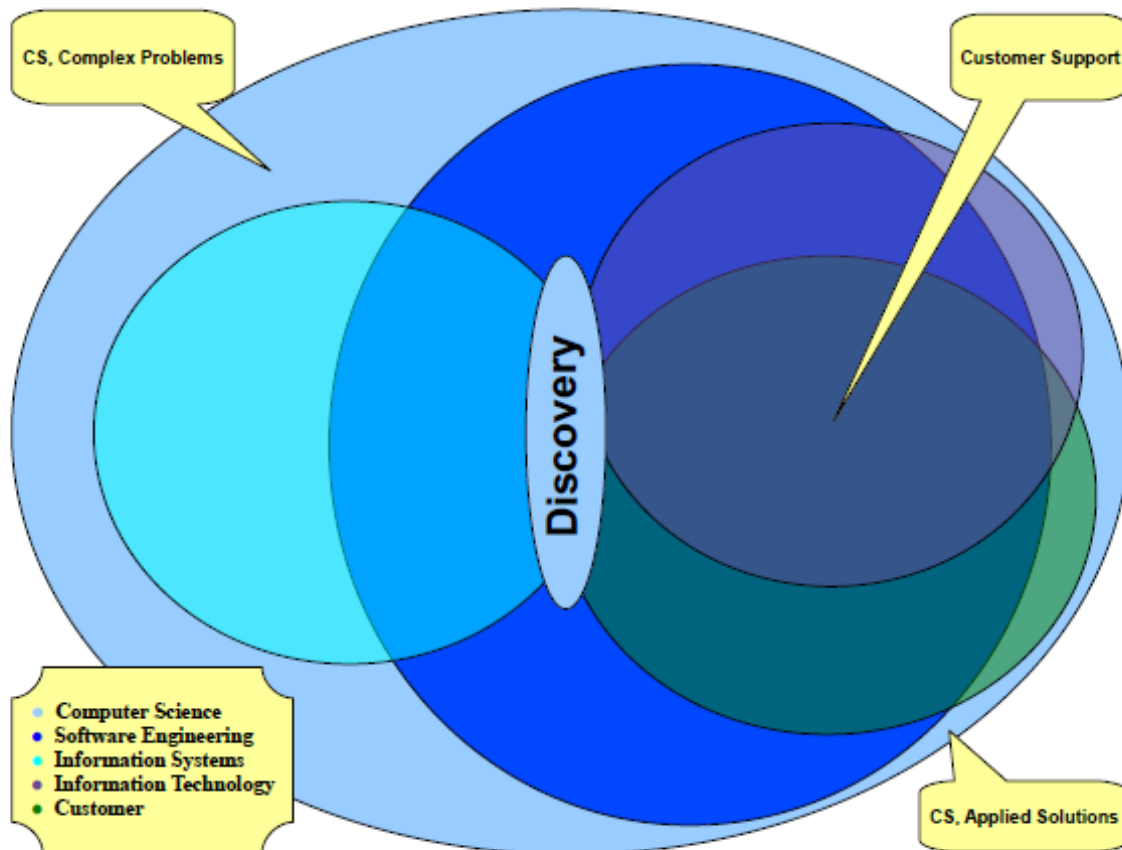 CS, Complex Problems
Customer Support
Discovery
Computer Science
Software Engineering
Information Systems
Information Technology
Customer
CS, Applied Solutions